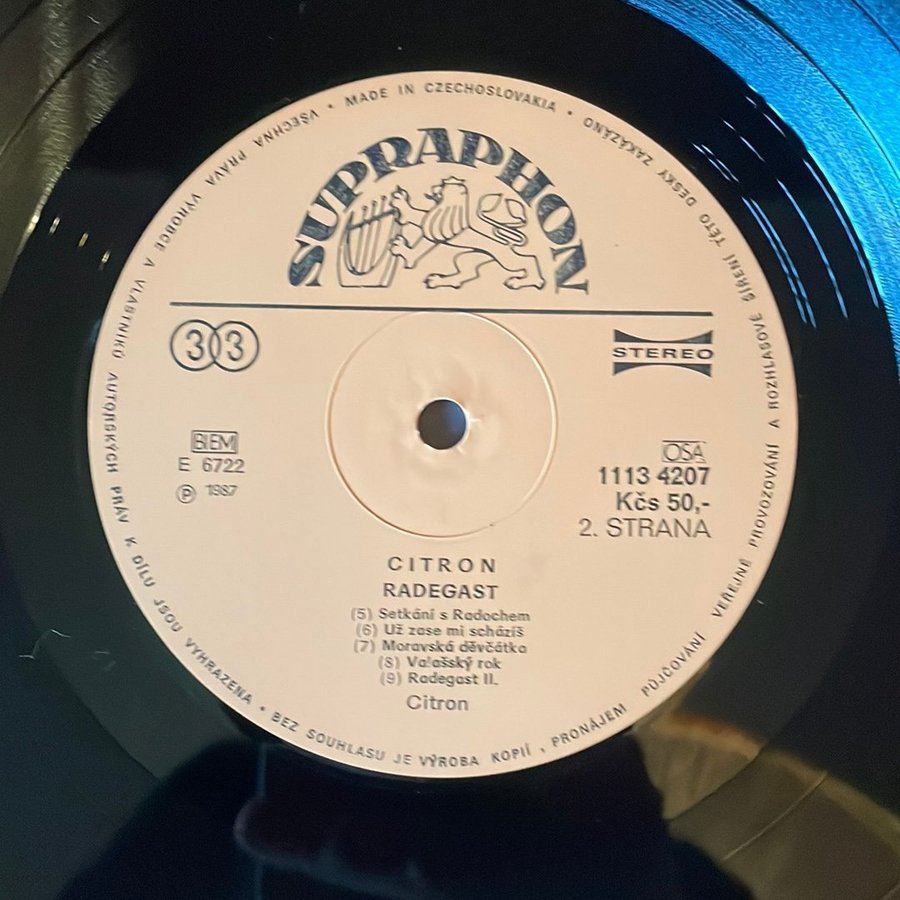 MADE IN CZECHOSLOVAKIA • VŠECHNA PRÁVA VÝROBCE A VLASTNÍKŮ AUTORSKÝCH PRÁV K DÍLU JSOU VYHRAZENA • BEZ SOUHLASU JE VÝROBA KOPIÍ, PRONÁJEM PŮJČOVÁNÍ VEŘEJNÉ PROVOZOVÁNÍ A ROZHLASOVÉ ŠÍŘENÍ TÉTO DESKY ZAKÁZÁNO •
SUPRAPHON
33
STEREO
BIEM
E 6722
Ⓟ 1987
OSA
1113 4207
Kčs 50,-
2. STRANA
CITRON
RADEGAST
(5) Setkání s Radochem
(6) Už zase mi scházíš
(7) Moravská děvčátka
(8) Valašský rok
(9) Radegast II.
Citron